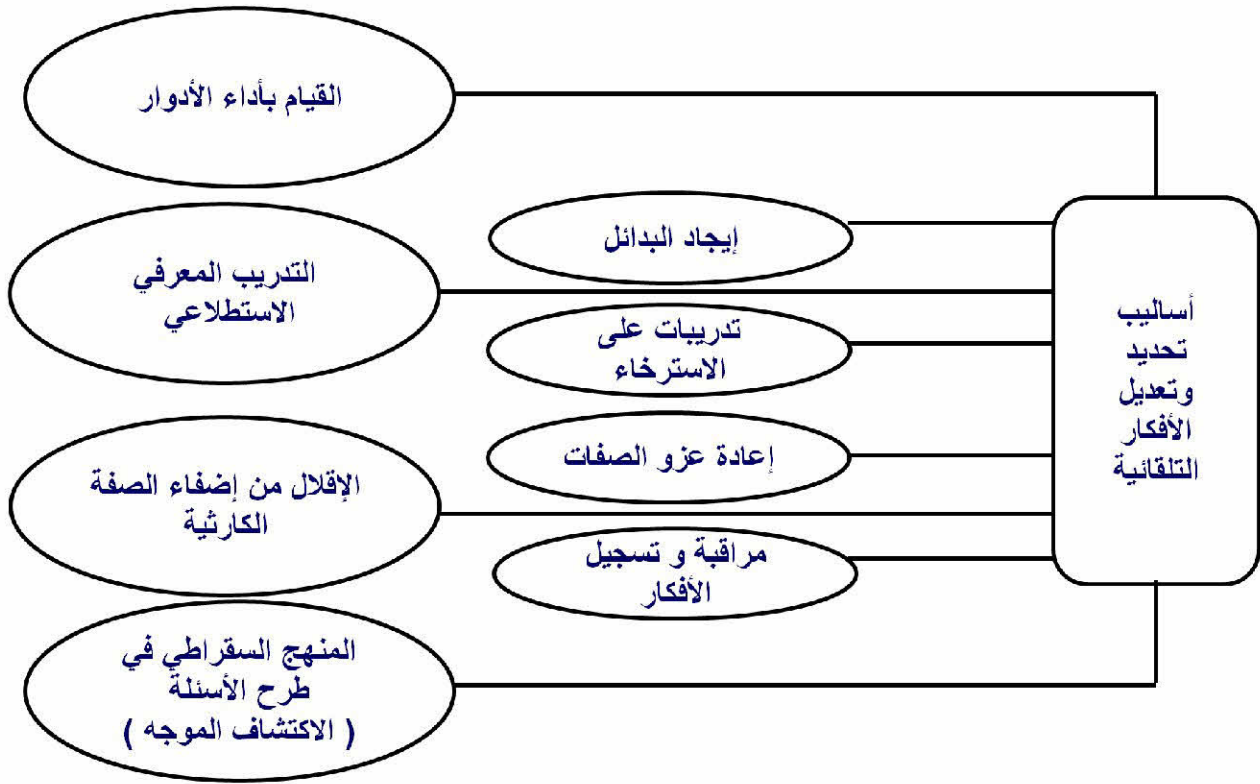 القيام بأداء الأدوار
إيجاد البدائل
التدريب المعرفي
الاستطلاعي
تدريبات على
الاسترخاء
أساليب
تحديد
وتعديل
الأفكار
التلقائية
إعادة عزو الصفات
الإقلال من إضفاء الصفة
الكارثية
مراقبة و تسجيل
الأفكار
المنهج السقراطي في
طرح الأسئلة
( الاكتشاف الموجه )